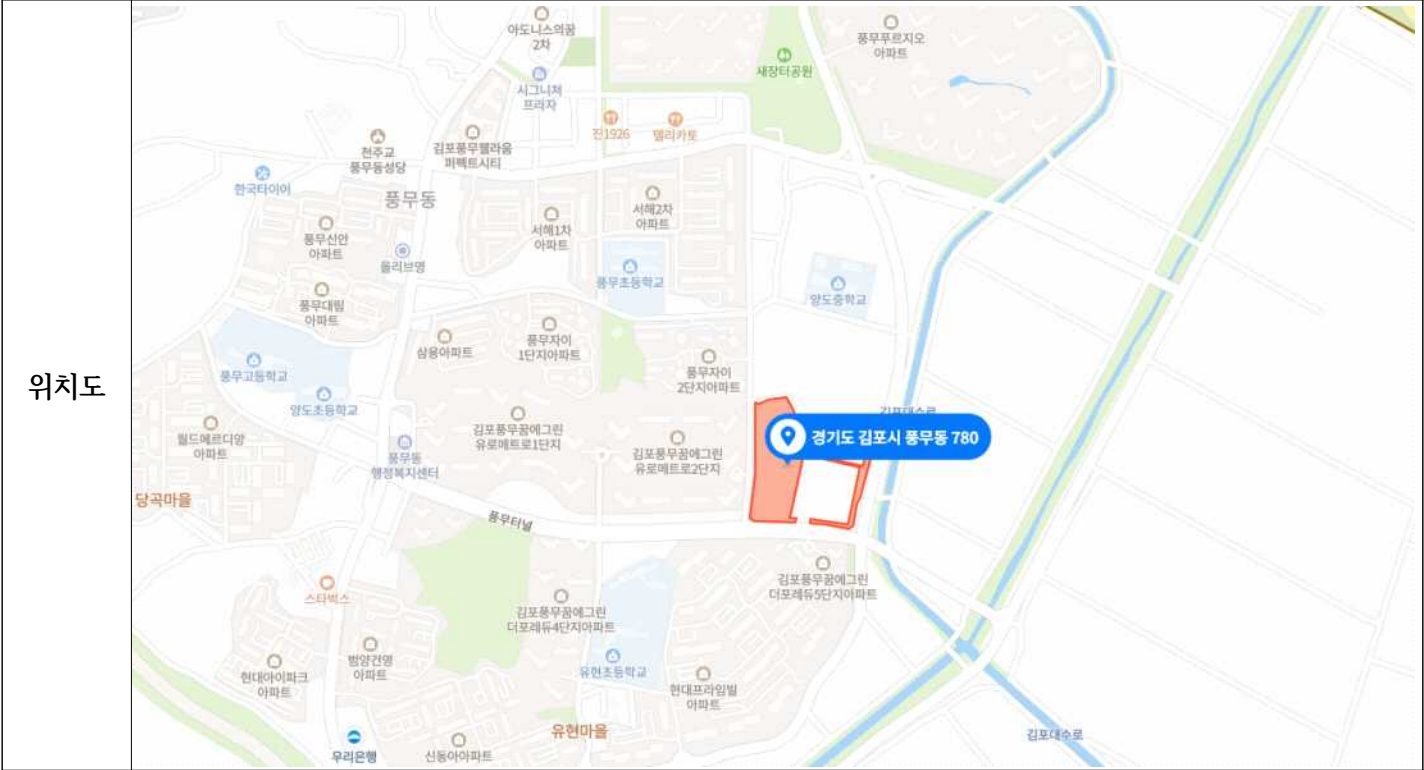 위치도
아도니스의꿈
2차
시그니처
프라자
풍무푸르지오
아파트
새장터공원
진1926
델리카토
천주교
풍무동성당
김포풍무웰라움
퍼펙트시티
한국타이어
풍무동
서해2차
아파트
서해1차
아파트
풍무신안
아파트
올리브영
풍무초등학교
양도중학교
풍무대림
아파트
삼용아파트
풍무자이
1단지아파트
풍무자이
2단지아파트
풍무고등학교
양도초등학교
김포대수로
월드메르디앙
아파트
김포풍무꿈에그린
유로메트로1단지
김포풍무꿈에그린
유로메트로2단지
경기도 김포시 풍무동 780
풍무동
행정복지센터
당곡마을
풍무터널
스타벅스
김포풍무꿈에그린
더포레듀4단지아파트
김포풍무꿈에그린
더포레듀5단지아파트
범양건영
아파트
현대아이파크
아파트
유현초등학교
현대프라임빌
아파트
유현마을
우리은행
신동아아파트
김포대수로